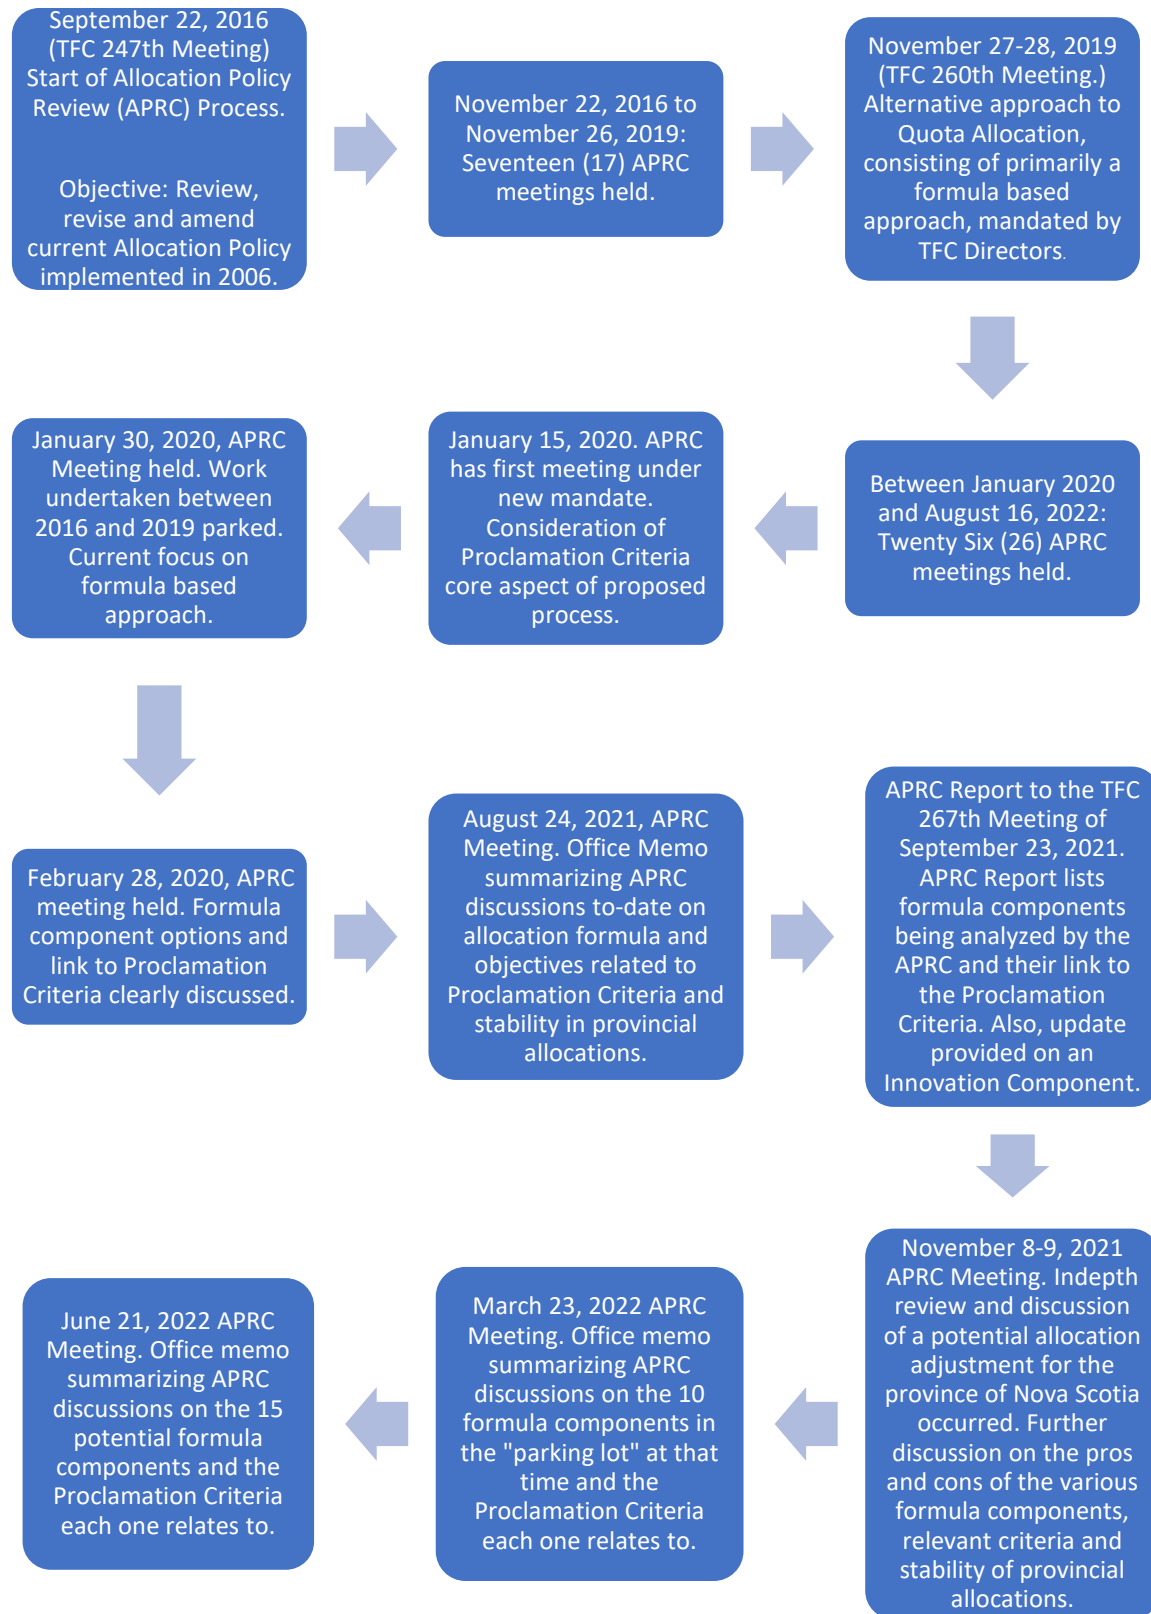 September 22, 2016
(TFC 247th Meeting)
Start of Allocation Policy
Review (APRC) Process.
Objective: Review,
revise and amend
current Allocation Policy
implemented in 2006.
November 22, 2016 to
November 26, 2019:
Seventeen (17) APRC
meetings held.
November 27-28, 2019
(TFC 260th Meeting.)
Alternative approach to
Quota Allocation,
consisting of primarily a
formula based
approach, mandated by
TFC Directors.
Between January 2020
and August 16, 2022:
Twenty Six (26) APRC
meetings held.
January 15, 2020. APRC
has first meeting under
new mandate.
Consideration of
Proclamation Criteria
core aspect of proposed
process.
January 30, 2020, APRC
Meeting held. Work
undertaken between
2016 and 2019 parked.
Current focus on
formula based
approach.
February 28, 2020, APRC
meeting held. Formula
component options and
link to Proclamation
Criteria clearly discussed.
August 24, 2021, APRC
Meeting. Office Memo
summarizing APRC
discussions to-date on
allocation formula and
objectives related to
Proclamation Criteria and
stability in provincial
allocations.
APRC Report to the TFC
267th Meeting of
September 23, 2021.
APRC Report lists
formula components
being analyzed by the
APRC and their link to
the Proclamation
Criteria. Also, update
provided on an
Innovation Component.
November 8-9, 2021
APRC Meeting. Indepth
review and discussion
of a potential allocation
adjustment for the
province of Nova Scotia
occurred. Further
discussion on the pros
and cons of the various
formula components,
relevant criteria and
stability of provincial
allocations.
March 23, 2022 APRC
Meeting. Office memo
summarizing APRC
discussions on the 10
formula components in
the "parking lot" at that
time and the
Proclamation Criteria
each one relates to.
June 21, 2022 APRC
Meeting. Office memo
summarizing APRC
discussions on the 15
potential formula
components and the
Proclamation Criteria
each one relates to.